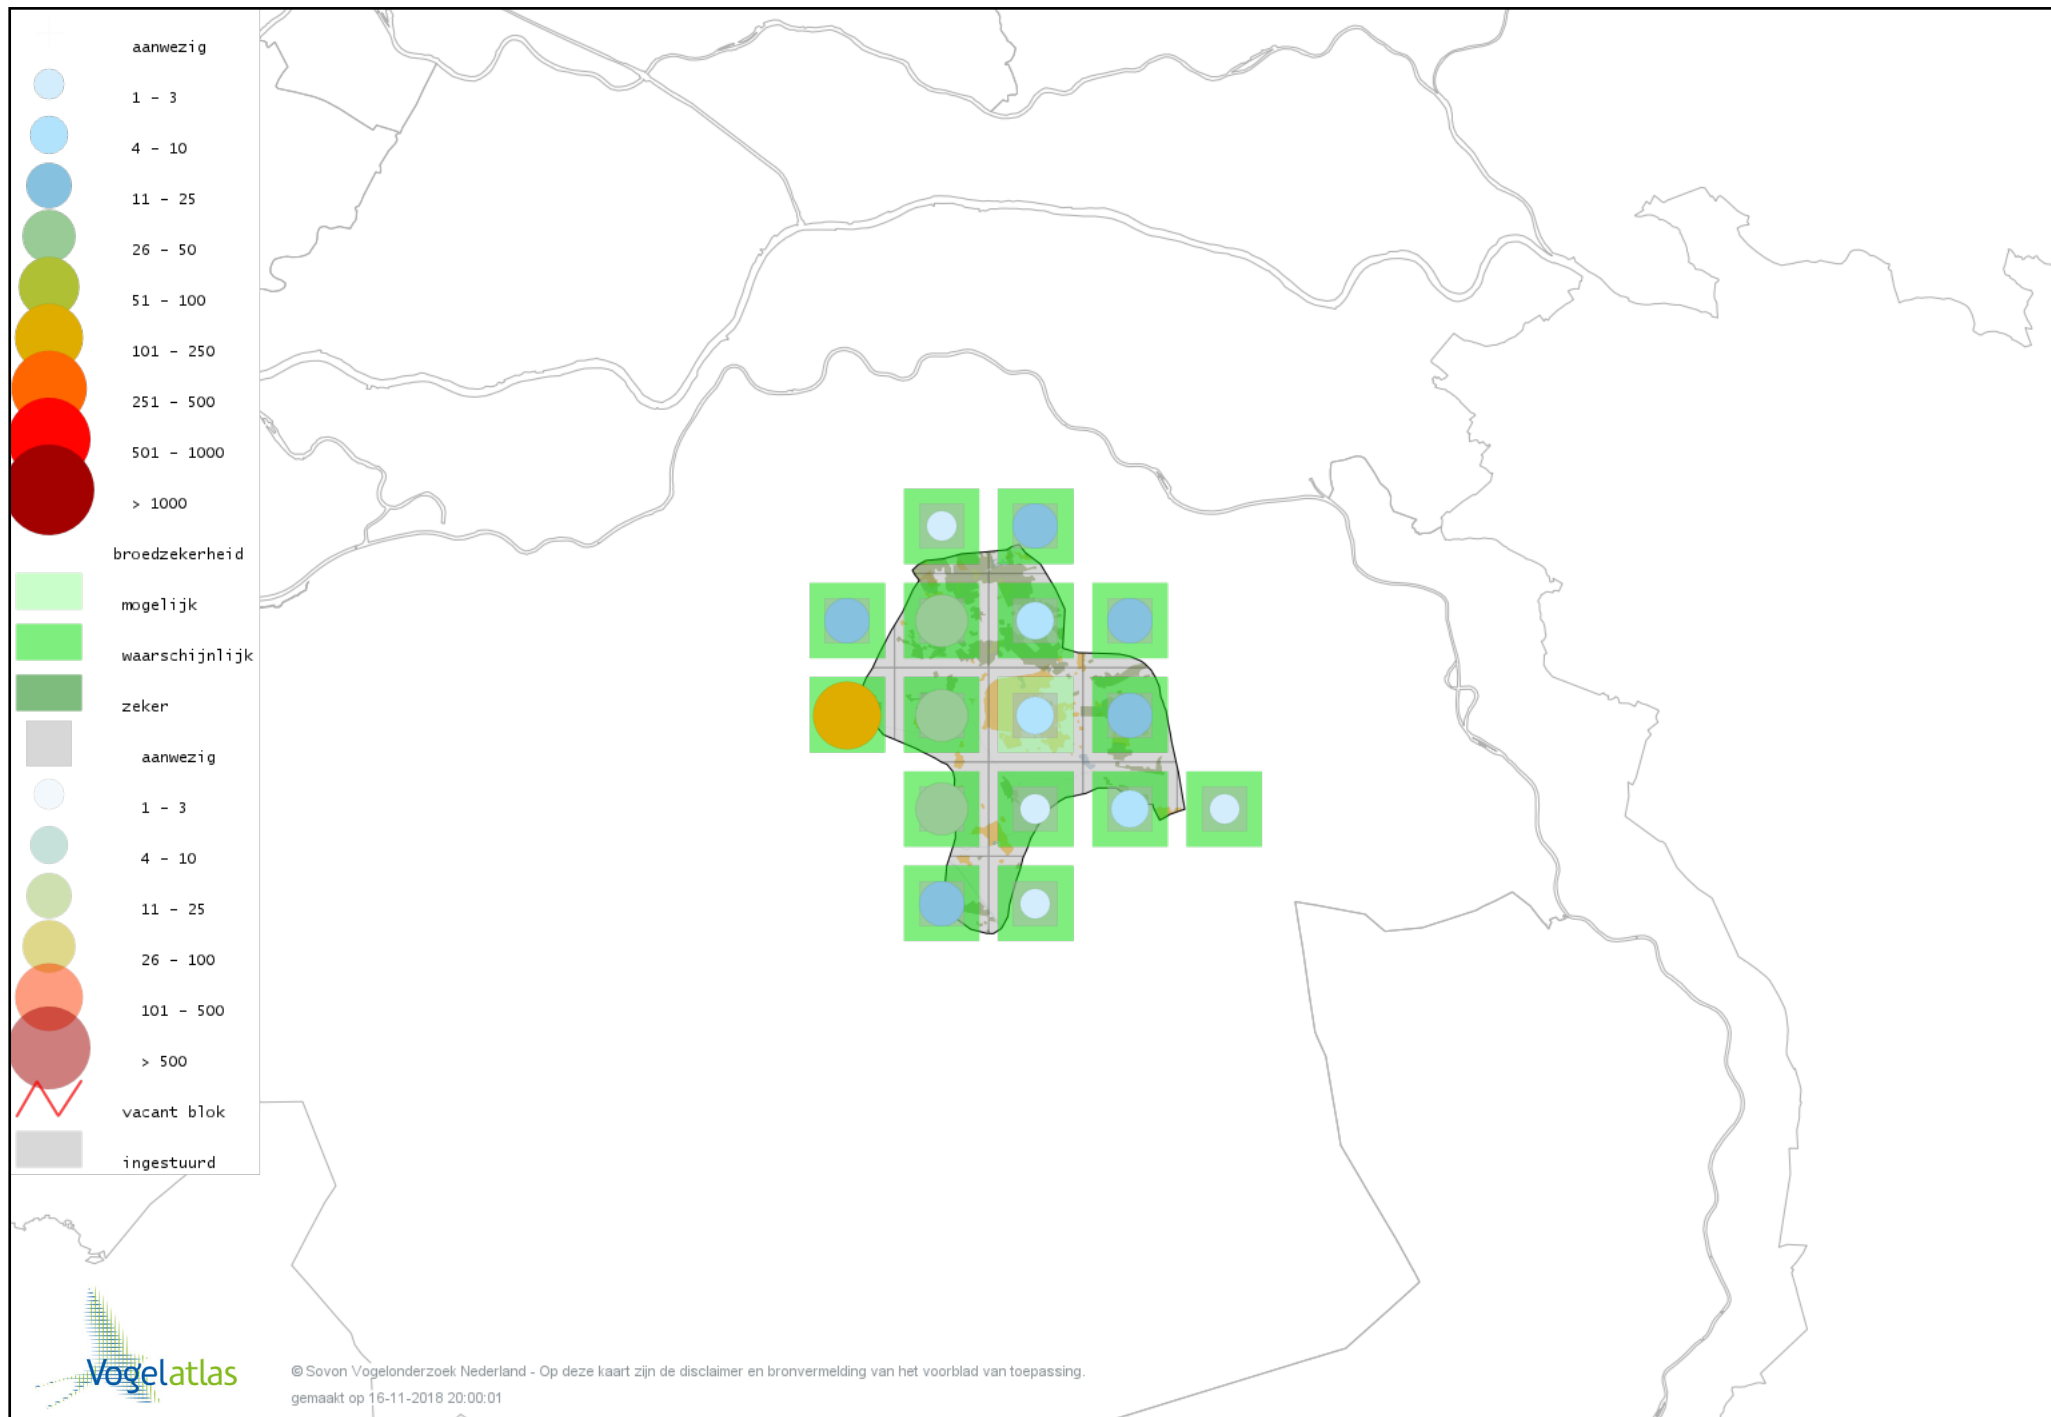 aanwezig
1 - 3
4 - 10
11 - 25
26 - 50
51 - 100
101 - 250
251 - 500
501 - 1000
> 1000
broedzekerheid
mogelijk
waarschijnlijk
zeker
aanwezig
1 - 3
4 - 10
11 - 25
26 - 100
101 - 500
> 500
vacant blok
ingestuurd
Vogelatlas
© Sovon Vogelonderzoek Nederland - Op deze kaart zijn de disclaimer en bronvermelding van het voorblad van toepassing.
gemaakt op 16-11-2018 20:00:01